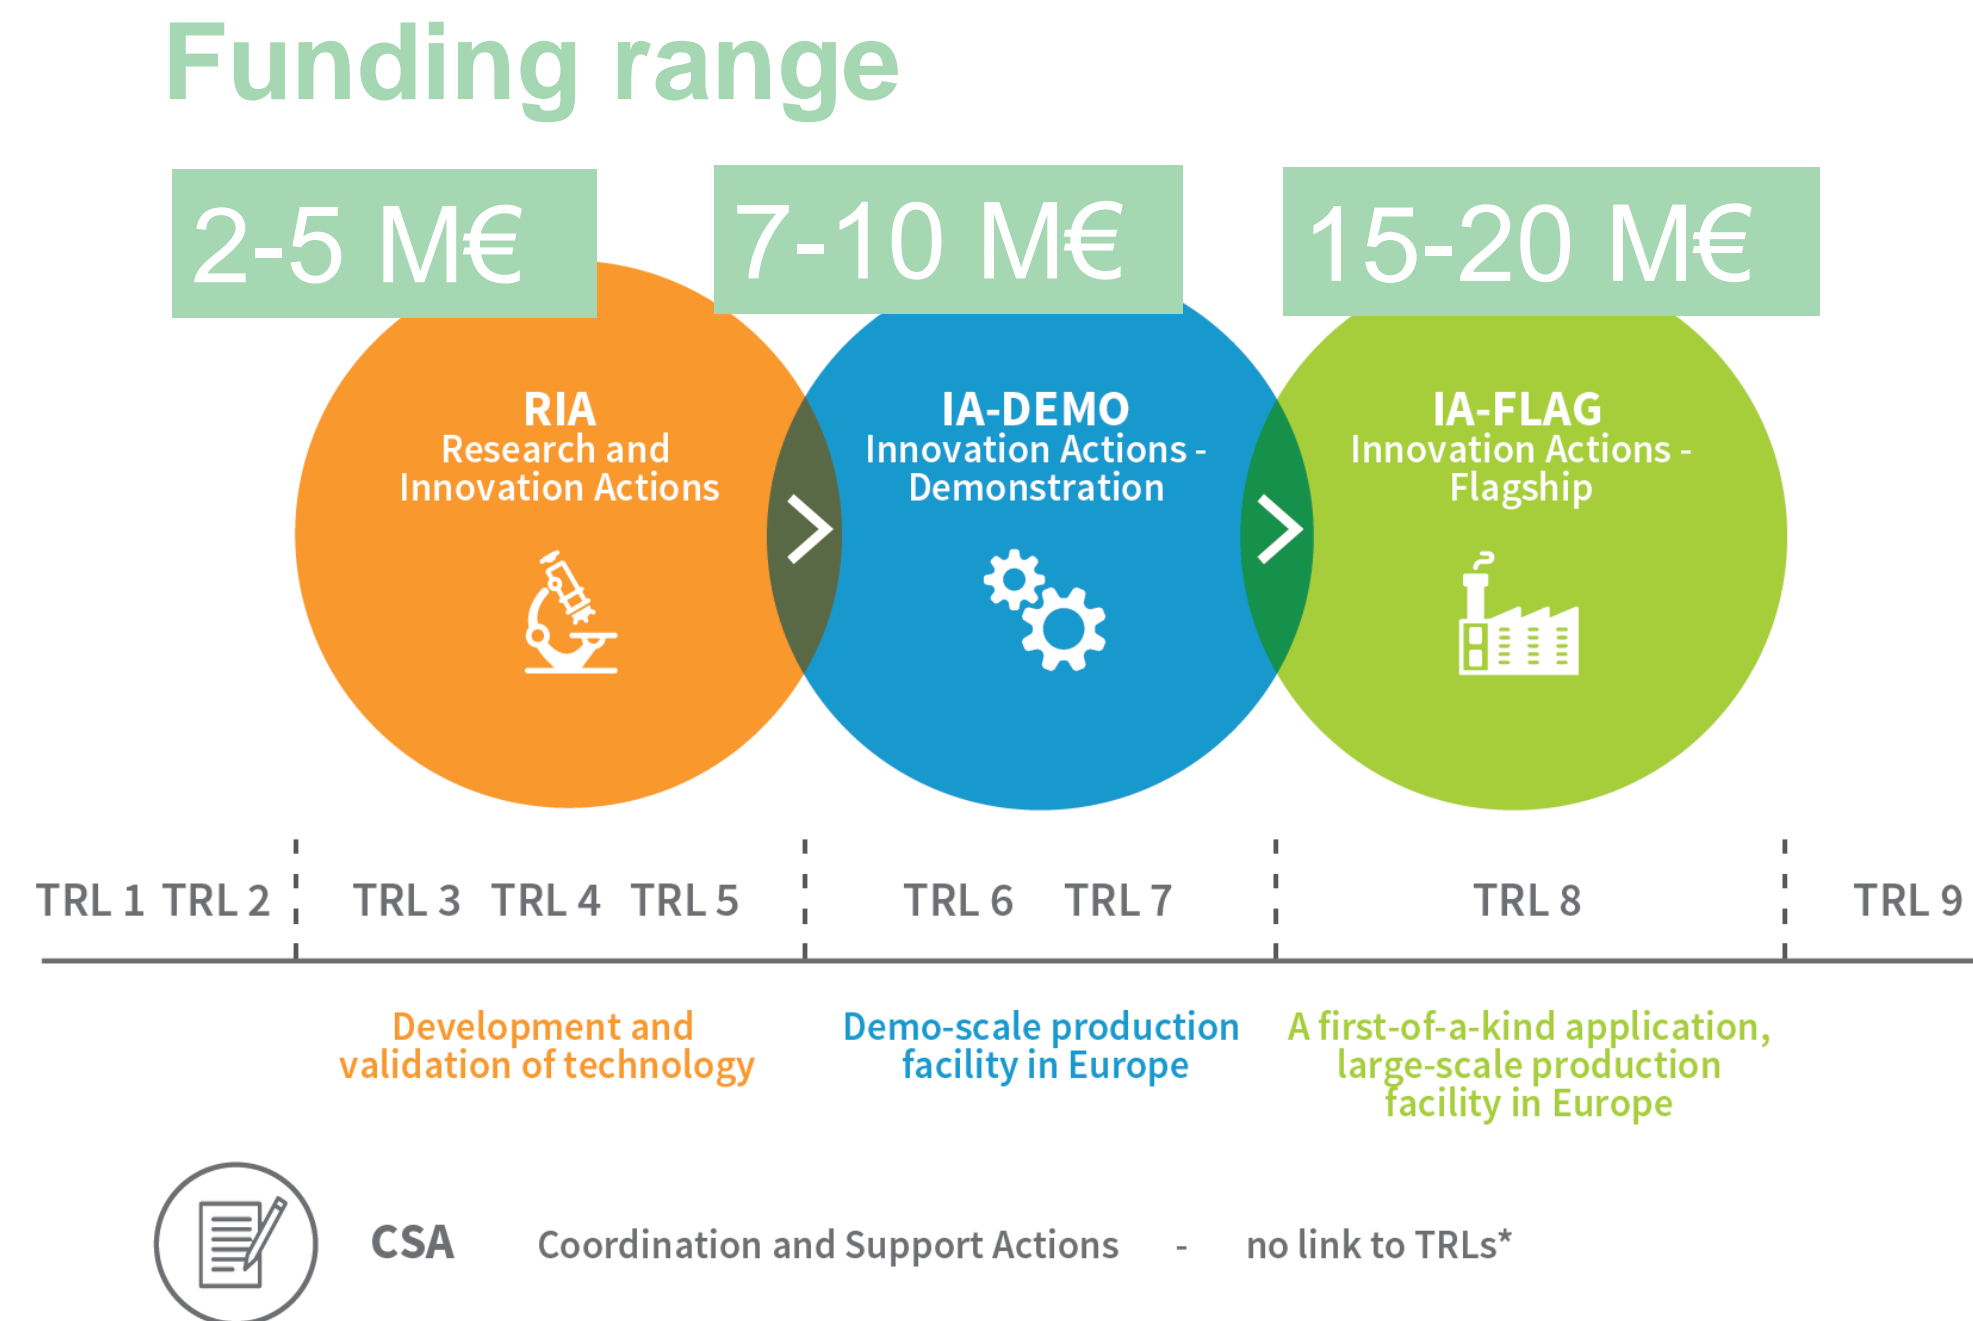 Funding range
2-5 M€
7-10 M€
15-20 M€
RIA
Research and
Innovation Actions
IA-DEMO
Innovation Actions -
Demonstration
IA-FLAG
Innovation Actions -
Flagship
TRL 1 TRL 2 TRL 3 TRL 4 TRL 5 TRL 6 TRL 7 TRL 8 TRL 9
Development and
validation of technology
Demo-scale production
facility in Europe
A first-of-a-kind application,
large-scale production
facility in Europe
CSA Coordination and Support Actions - no link to TRLs*